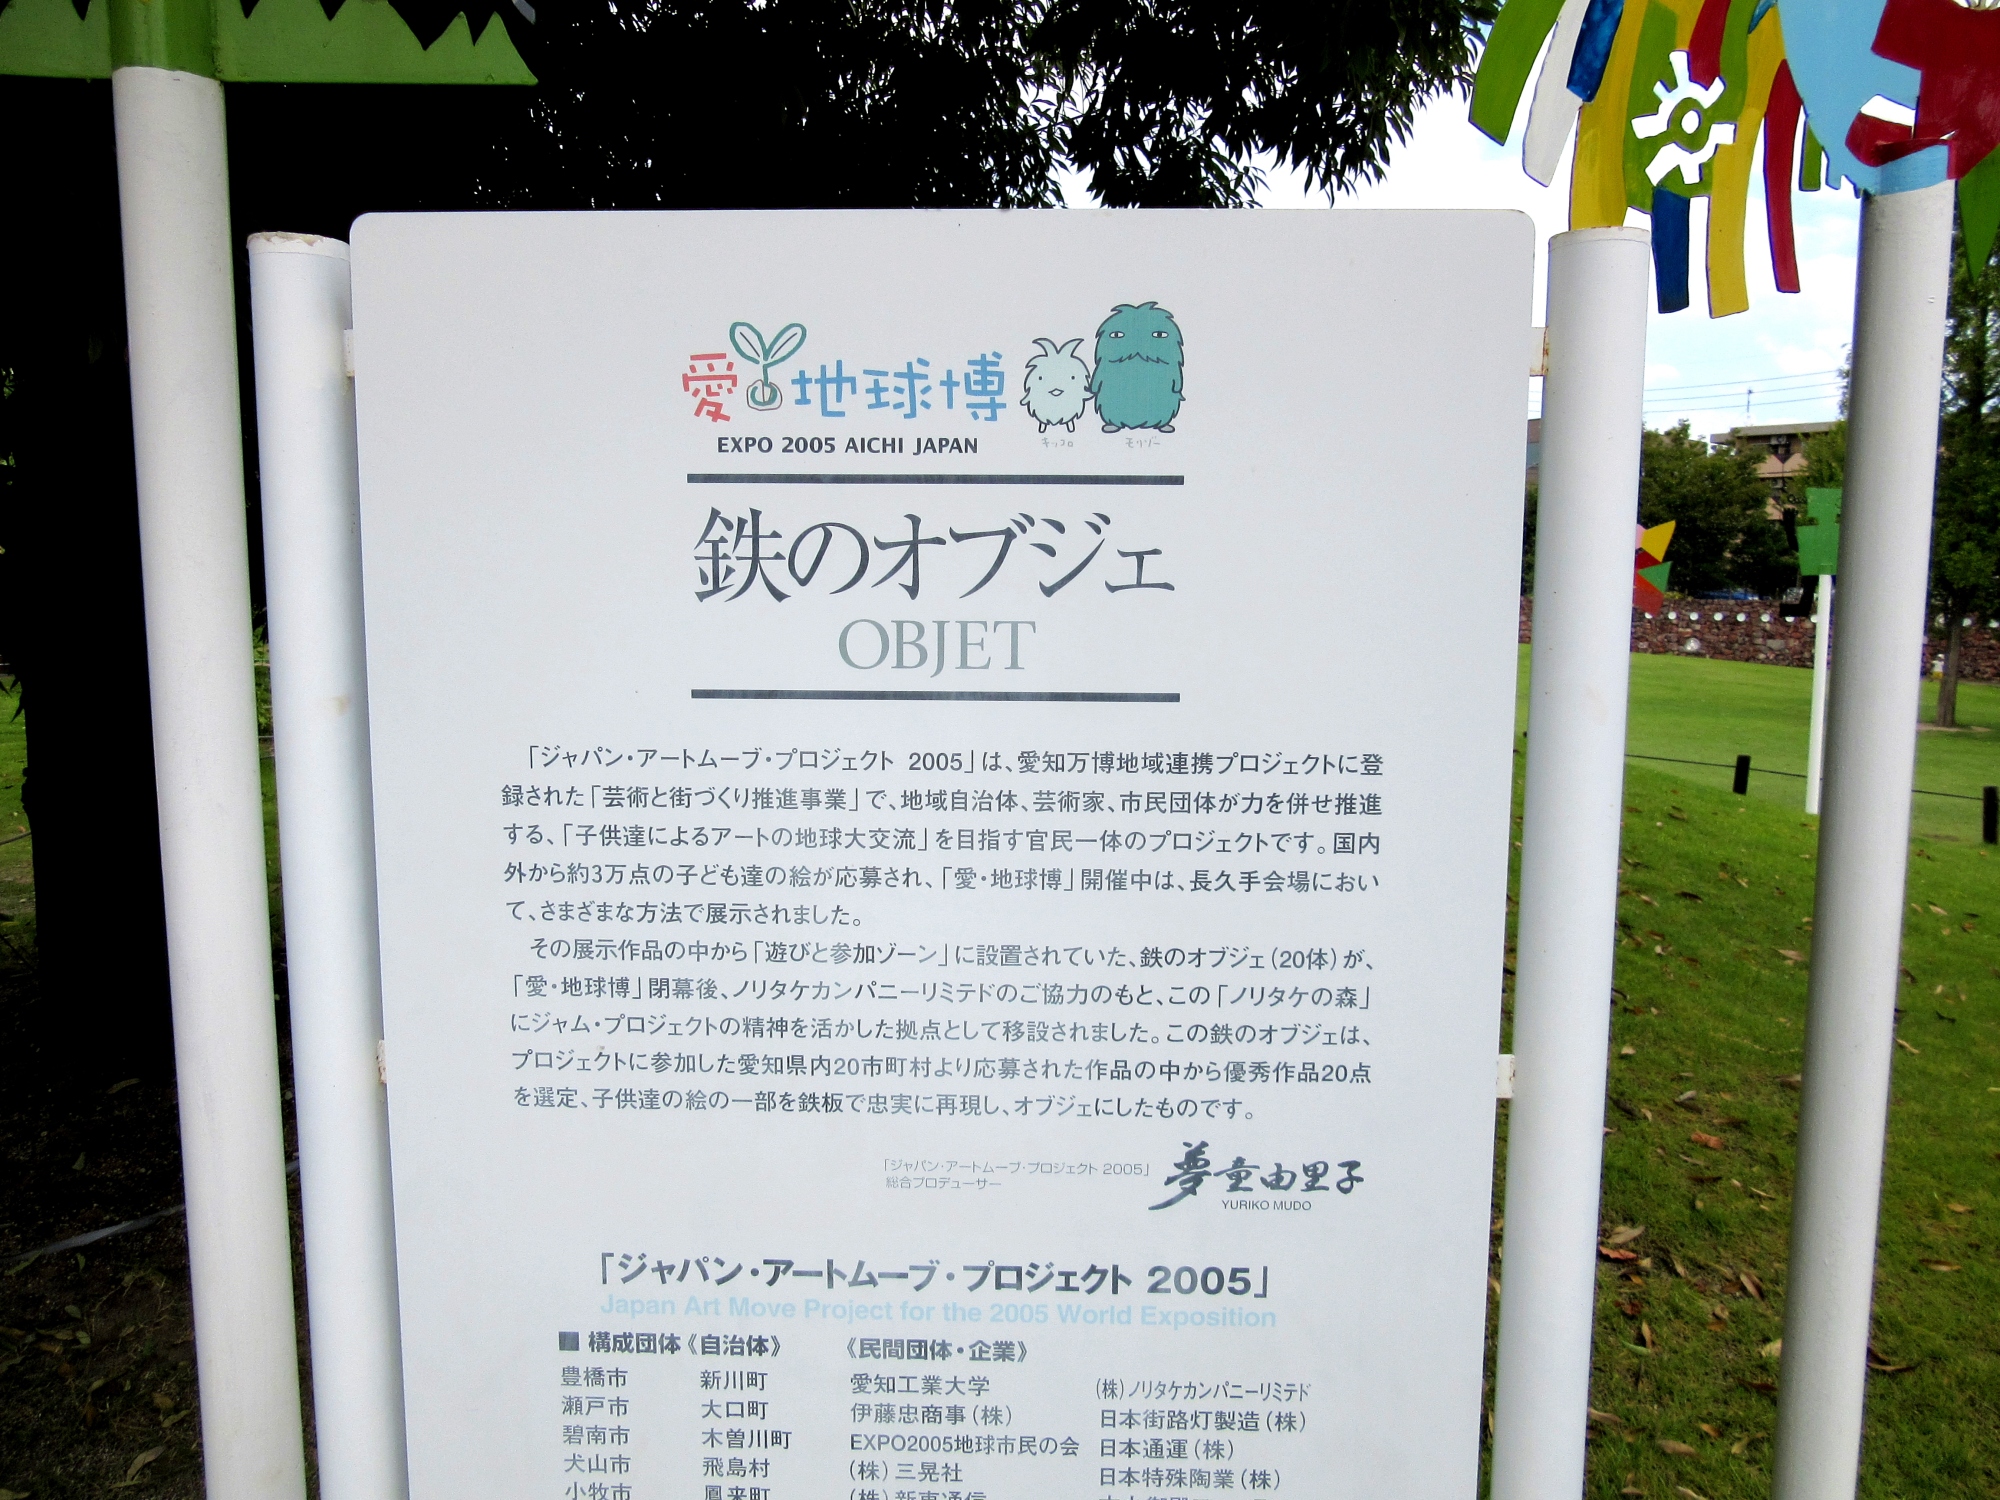 愛・地球博
EXPO 2005 AICHI JAPAN
キッコロ モリゾー
鉄のオブジェ
OBJET
「ジャパン・アートムーブ・プロジェクト 2005」は、愛知万博地域連携プロジェクトに登
録された「芸術と街づくり推進事業」で、地域自治体、芸術家、市民団体が力を併せ推進
する、「子供達によるアートの地球大交流」を目指す官民一体のプロジェクトです。国内
外から約3万点の子ども達の絵が応募され、「愛・地球博」開催中は、長久手会場におい
て、さまざまな方法で展示されました。
その展示作品の中から「遊びと参加ゾーン」に設置されていた、鉄のオブジェ(20体)が、
「愛・地球博」閉幕後、ノリタケカンパニーリミテドのご協力のもと、この「ノリタケの森」
にジャム・プロジェクトの精神を活かした拠点として移設されました。この鉄のオブジェは、
プロジェクトに参加した愛知県内20市町村より応募された作品の中から優秀作品20点
を選定、子供達の絵の一部を鉄板で忠実に再現し、オブジェにしたものです。
「ジャパン・アートムーブ・プロジェクト 2005」
総合プロデューサー
夢童由里子
YURIKO MUDO
「ジャパン・アートムーブ・プロジェクト 2005」
Japan Art Move Project for the 2005 World Exposition
■ 構成団体《自治体》 《民間団体・企業》
豊橋市 新川町 愛知工業大学 (株)ノリタケカンパニーリミテド
瀬戸市 大口町 伊藤忠商事(株) 日本街路灯製造(株)
碧南市 木曽川町 EXPO2005地球市民の会 日本通運(株)
犬山市 飛島村 (株)三晃社 日本特殊陶業(株)
小牧市 鳳来町 (株)新東通信